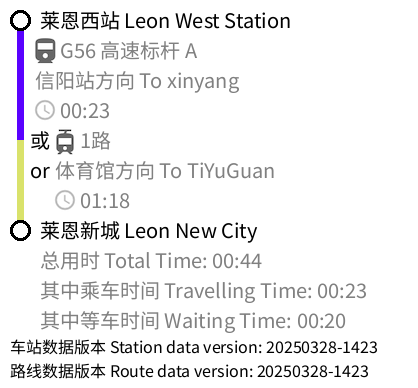 莱恩西站 Leon West Station
G56 高速标杆 A
信阳站方向 To xinyang
00:23
或 1路
or 体育馆方向 To TiYuGuan
01:18
莱恩新城 Leon New City
总用时 Total Time: 00:44
其中乘车时间 Travelling Time: 00:23
其中等车时间 Waiting Time: 00:20
车站数据版本 Station data version: 20250328-1423
路线数据版本 Route data version: 20250328-1423